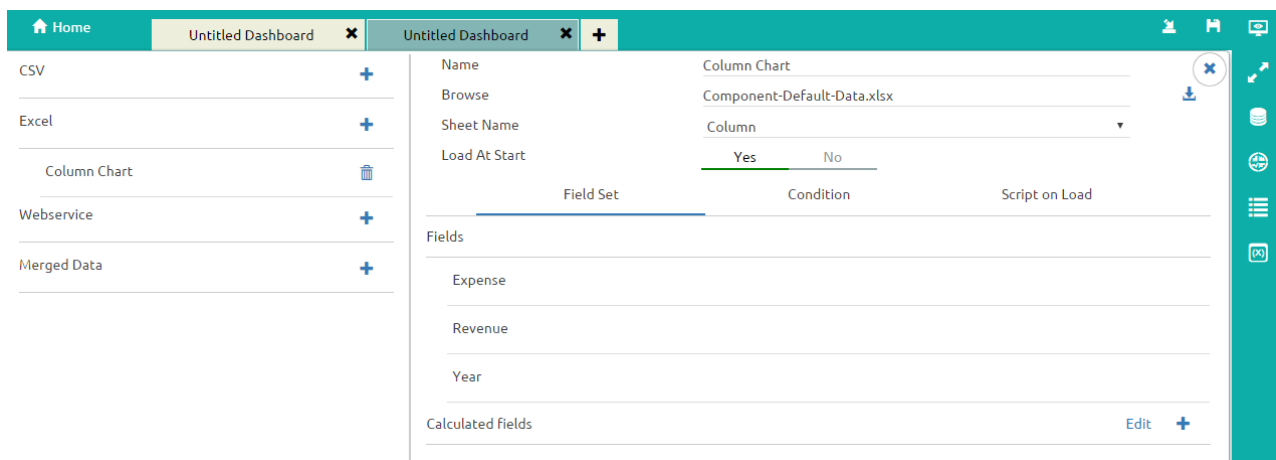 Home
Untitled Dashboard
Untitled Dashboard
CSV
Excel
Column Chart
Webservice
Merged Data
Name Column Chart
Browse Component-Default-Data.xlsx
Sheet Name Column
Load At Start Yes No
Field Set Condition Script on Load
Fields
Expense
Revenue
Year
Calculated fields Edit
(X)